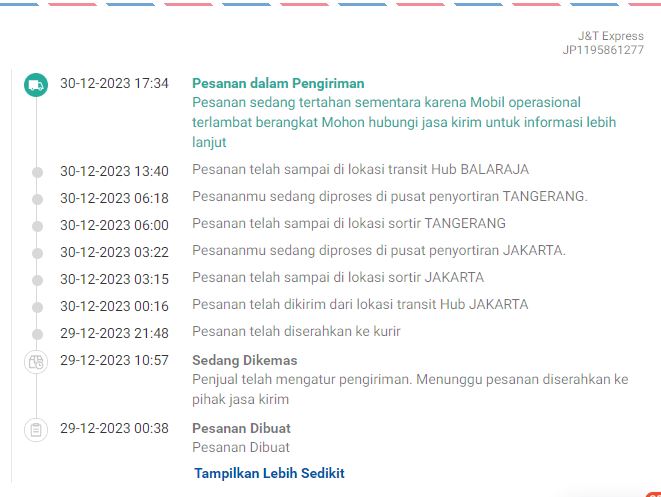 J&T Express
JP1195861277
30-12-2023 17:34 Pesanan dalam Pengiriman
Pesanan sedang tertahan sementara karena Mobil operasional
terlambat berangkat Mohon hubungi jasa kirim untuk informasi lebih
lanjut
30-12-2023 13:40 Pesanan telah sampai di lokasi transit Hub BALARAJA
30-12-2023 06:18 Pesananmu sedang diproses di pusat penyortiran TANGERANG.
30-12-2023 06:00 Pesanan telah sampai di lokasi sortir TANGERANG
30-12-2023 03:22 Pesananmu sedang diproses di pusat penyortiran JAKARTA.
30-12-2023 03:15 Pesanan telah sampai di lokasi sortir JAKARTA
30-12-2023 00:16 Pesanan telah dikirim dari lokasi transit Hub JAKARTA
29-12-2023 21:48 Pesanan telah diserahkan ke kurir
29-12-2023 10:57 Sedang Dikemas
Penjual telah mengatur pengiriman. Menunggu pesanan diserahkan ke
pihak jasa kirim
29-12-2023 00:38 Pesanan Dibuat
Pesanan Dibuat
Tampilkan Lebih Sedikit